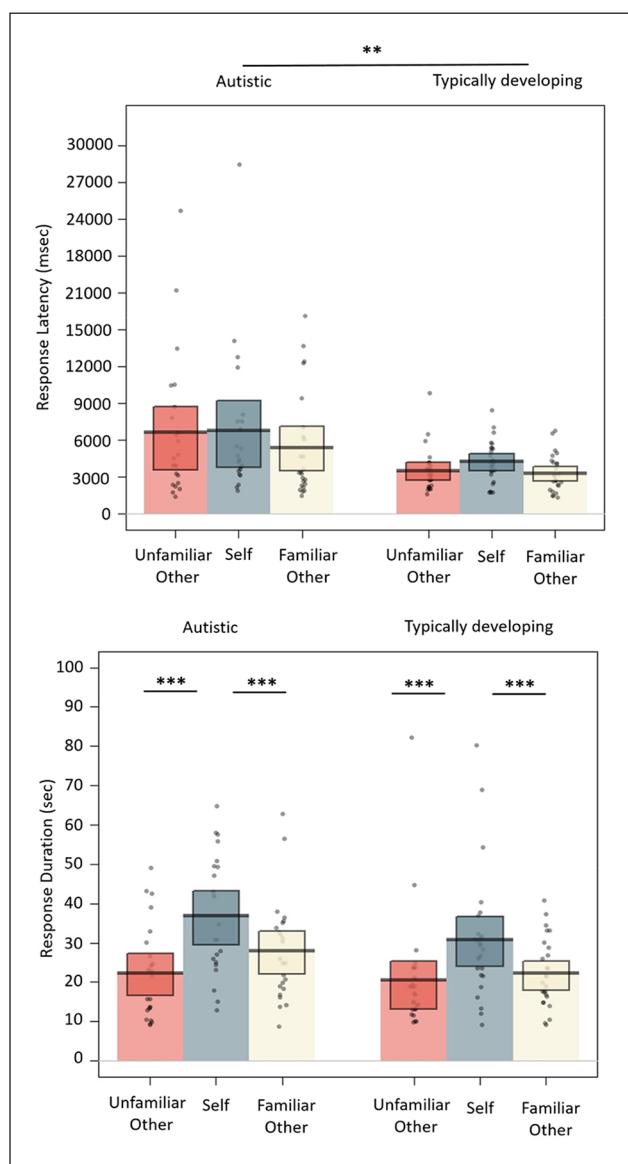 **
Autistic Typically developing
Response Latency (msec)
30000
27000
24000
18000
21000
15000
12000
9000
6000
3000
0
Unfamiliar Other
Self
Familiar Other
Unfamiliar Other
Self
Familiar Other
Autistic Typically developing
Response Duration (sec)
100
90
80
70
60
50
40
30
20
10
0
*** *** *** ***
Unfamiliar Other
Self
Familiar Other
Unfamiliar Other
Self
Familiar Other